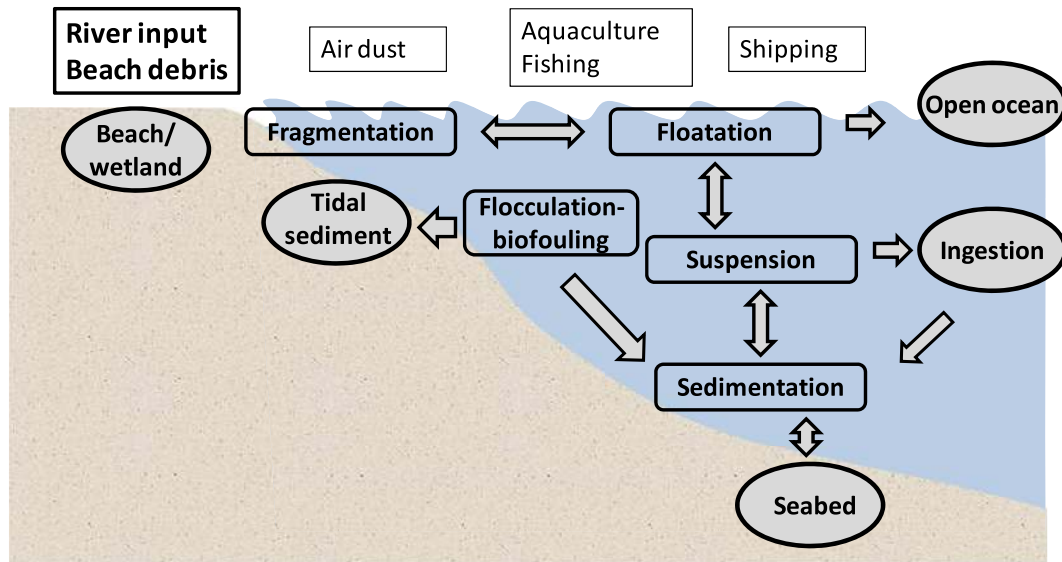 River input
Beach debris
Air dust
Aquaculture
Fishing
Shipping
Open ocean
Beach/
wetland
Fragmentation
Floatation
Tidal
sediment
Flocculation-
biofouling
Suspension
Ingestion
Sedimentation
Seabed